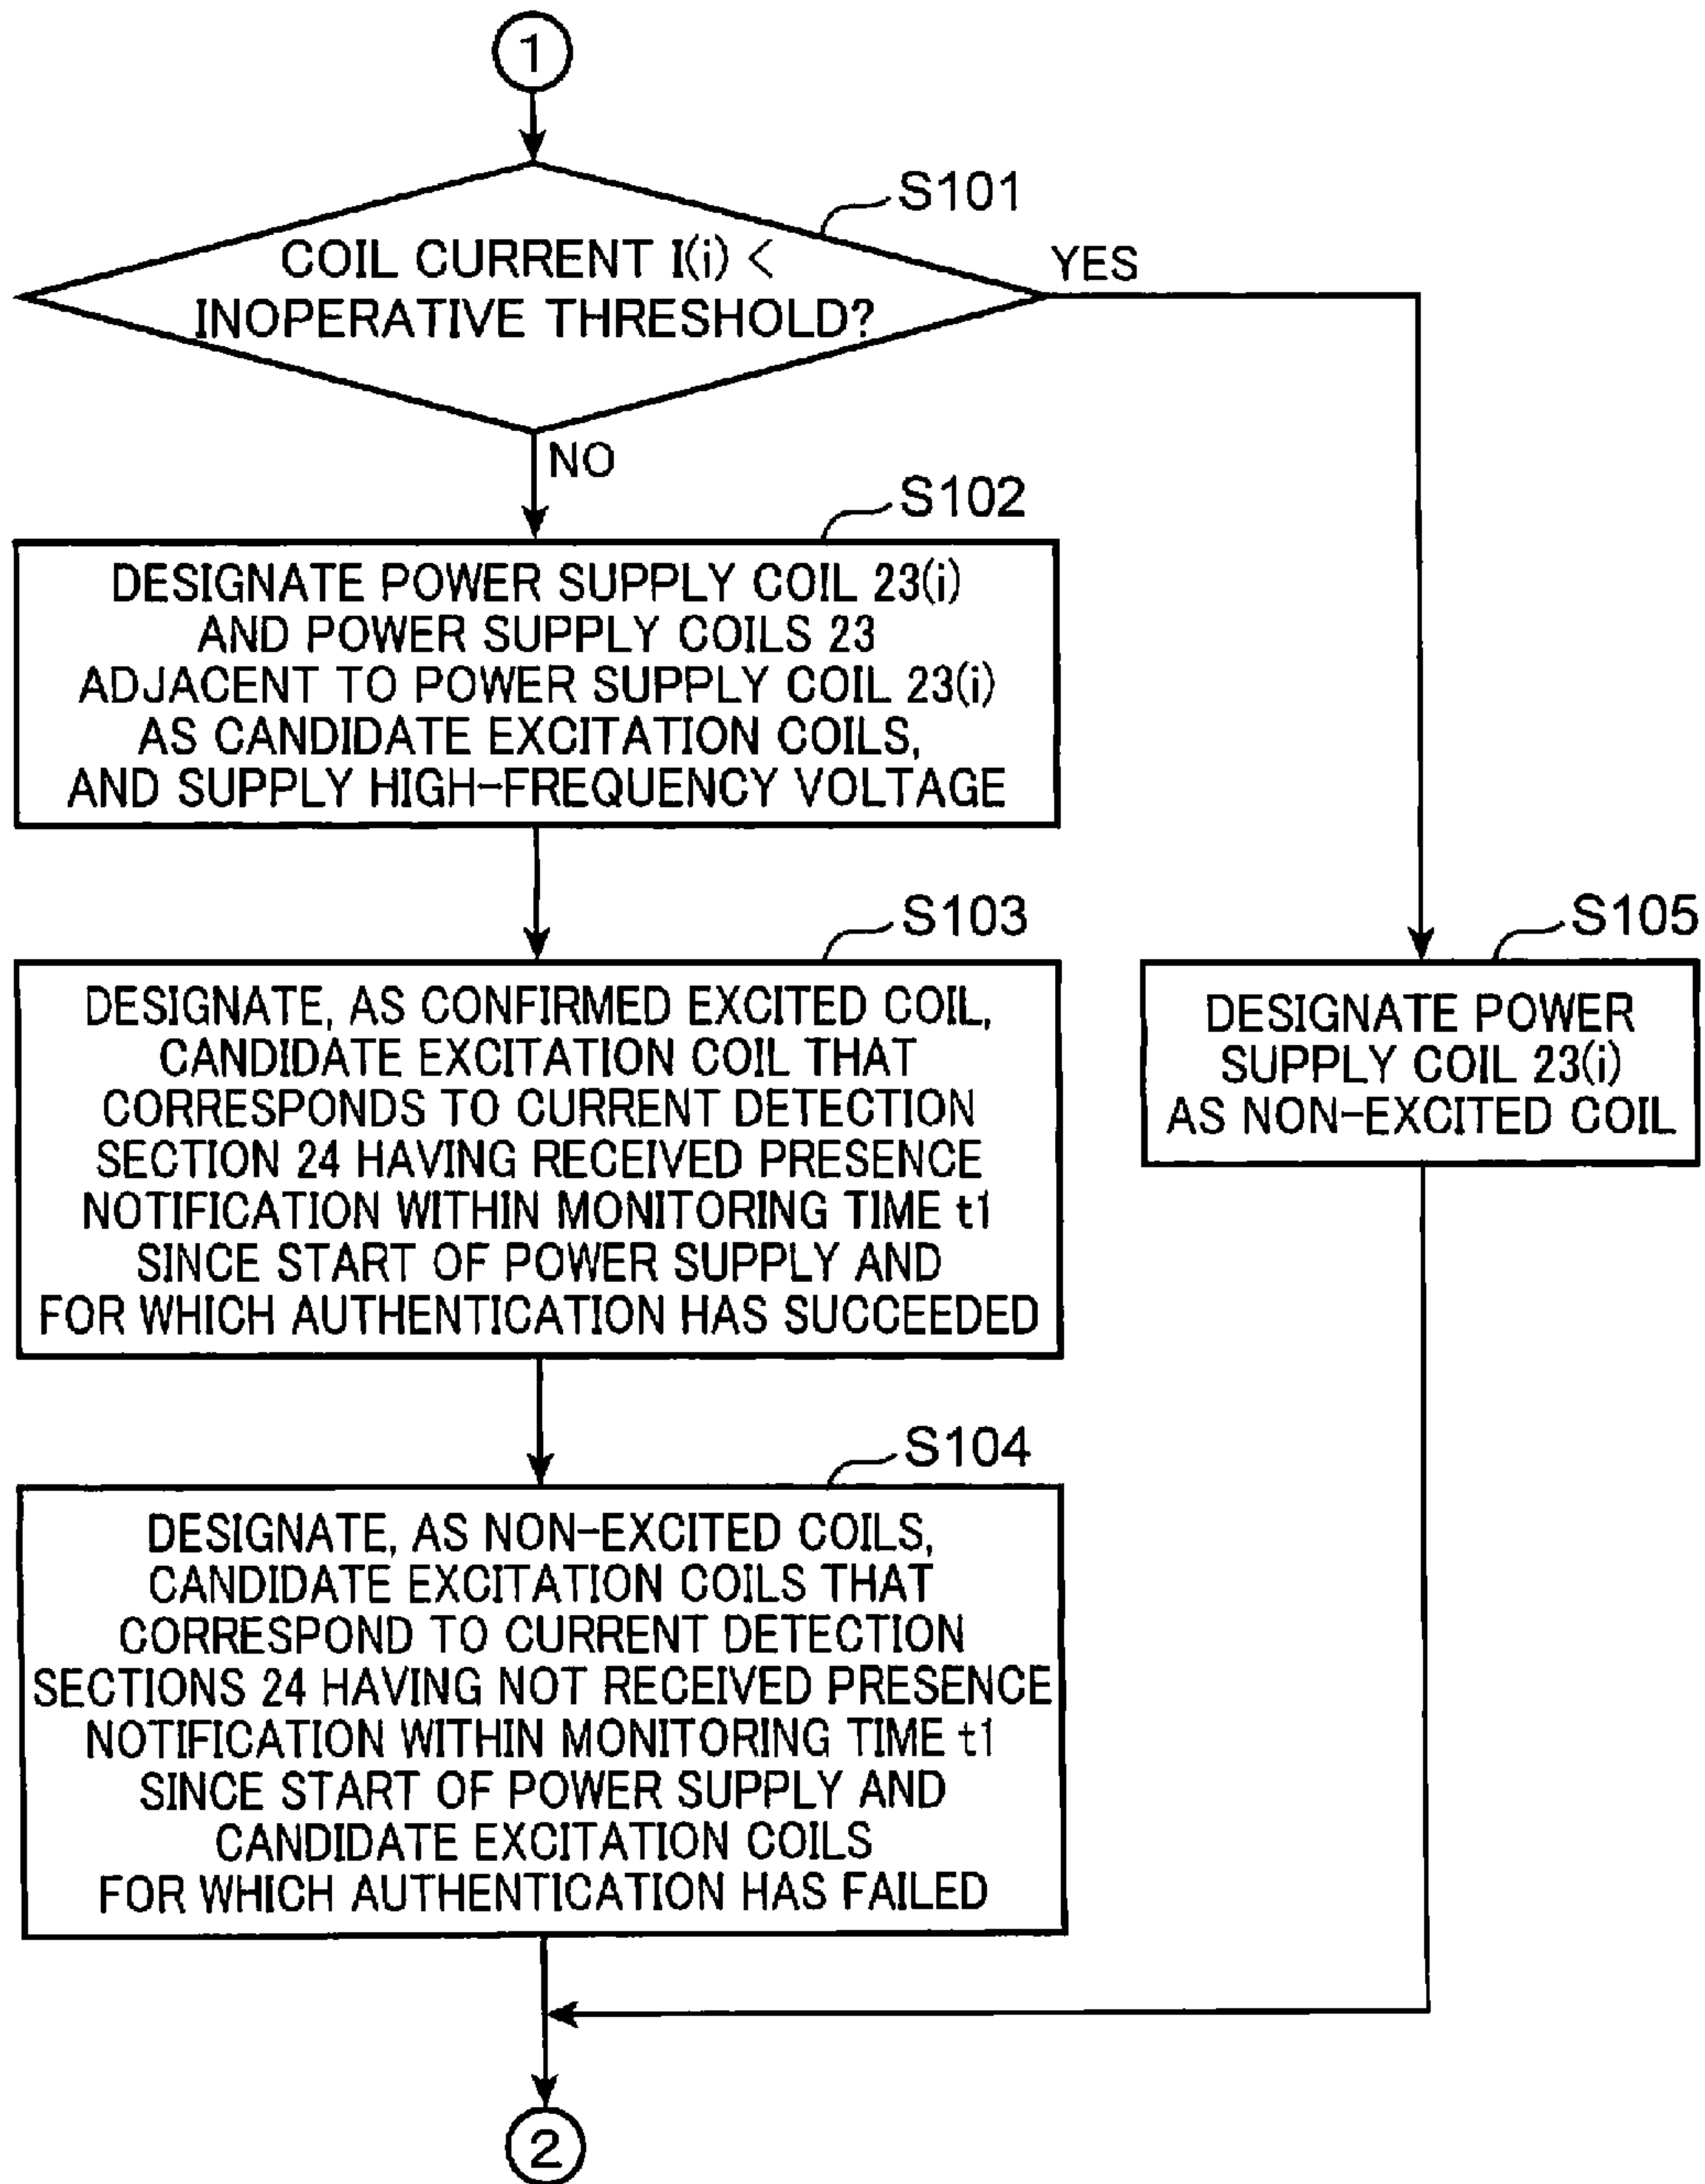 1
S101
COIL CURRENT I(i) <
INOPERATIVE THRESHOLD?
YES
NO
S102
DESIGNATE POWER SUPPLY COIL 23(i)
AND POWER SUPPLY COILS 23
ADJACENT TO POWER SUPPLY COIL 23(i)
AS CANDIDATE EXCITATION COILS,
AND SUPPLY HIGH-FREQUENCY VOLTAGE
S103
DESIGNATE, AS CONFIRMED EXCITED COIL,
CANDIDATE EXCITATION COIL THAT
CORRESPONDS TO CURRENT DETECTION
SECTION 24 HAVING RECEIVED PRESENCE
NOTIFICATION WITHIN MONITORING TIME t1
SINCE START OF POWER SUPPLY AND
FOR WHICH AUTHENTICATION HAS SUCCEEDED
S105
DESIGNATE POWER
SUPPLY COIL 23(i)
AS NON-EXCITED COIL
S104
DESIGNATE, AS NON-EXCITED COILS,
CANDIDATE EXCITATION COILS THAT
CORRESPOND TO CURRENT DETECTION
SECTIONS 24 HAVING NOT RECEIVED PRESENCE
NOTIFICATION WITHIN MONITORING TIME t1
SINCE START OF POWER SUPPLY AND
CANDIDATE EXCITATION COILS
FOR WHICH AUTHENTICATION HAS FAILED
2